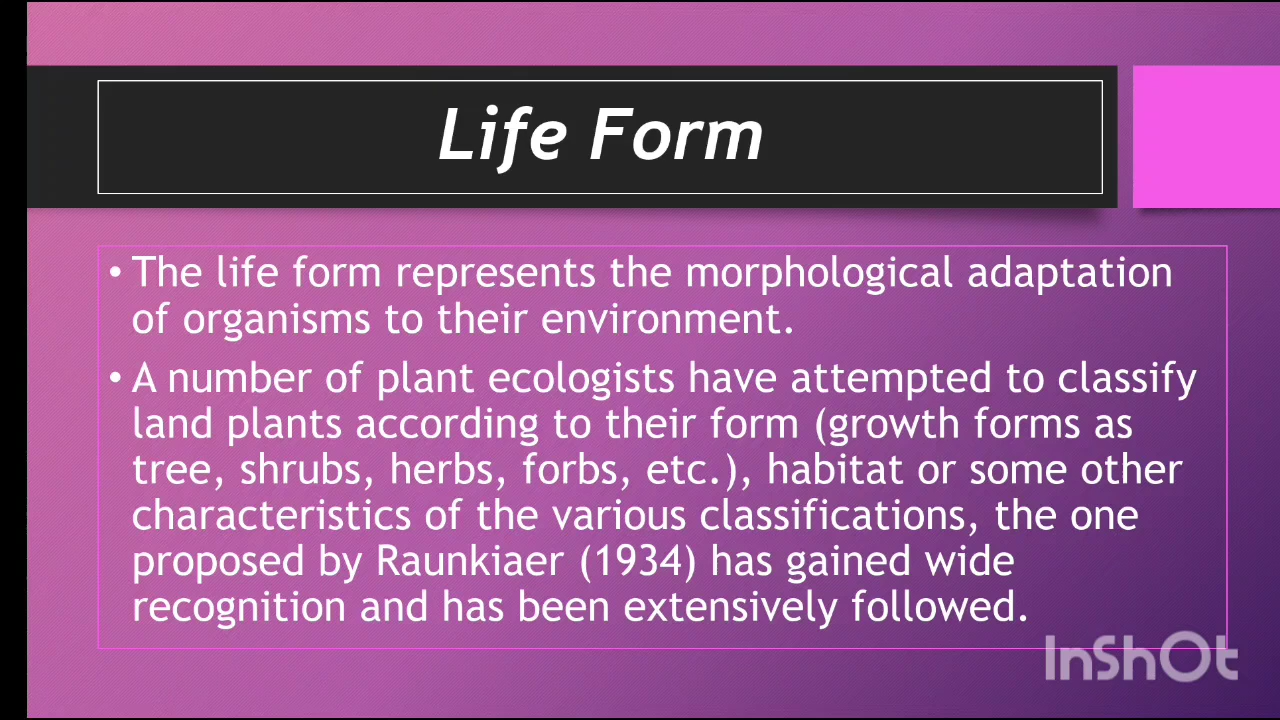 Life Form
• The life form represents the morphological adaptation
of organisms to their environment.
• A number of plant ecologists have attempted to classify
land plants according to their form (growth forms as
tree, shrubs, herbs, forbs, etc.), habitat or some other
characteristics of the various classifications, the one
proposed by Raunkiaer (1934) has gained wide
recognition and has been extensively followed.
InShOt